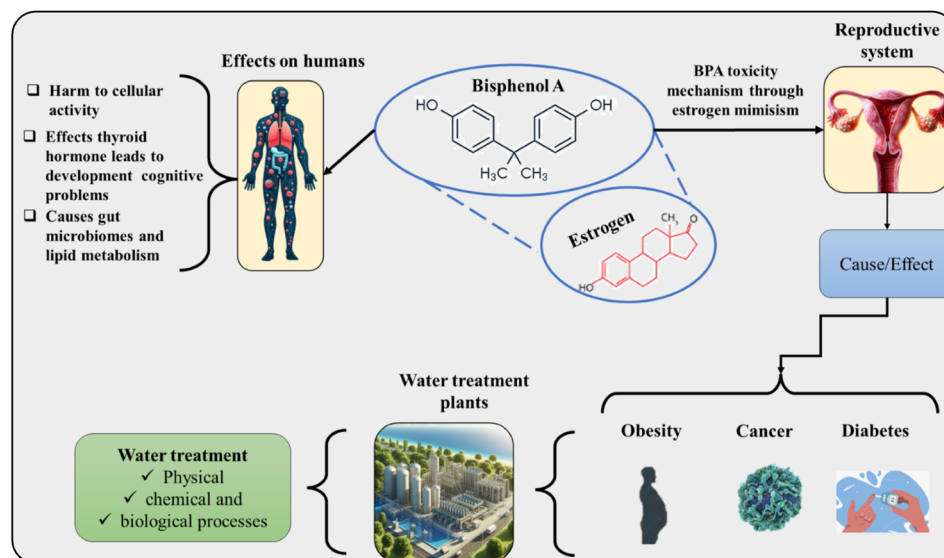 Effects on humans
❑ Harm to cellular
activity
❑ Effects thyroid
hormone leads to
development cognitive
problems
❑ Causes gut
microbiomes and
lipid metabolism
Bisphenol A
HO
OH
H₃C
CH₃
Estrogen
CH₃
O
HO
BPA toxicity
mechanism through
estrogen mimisism
Reproductive
system
Cause/Effect
Obesity
Cancer
Diabetes
Water treatment
plants
Water treatment
✓ Physical
✓ chemical and
✓ biological processes